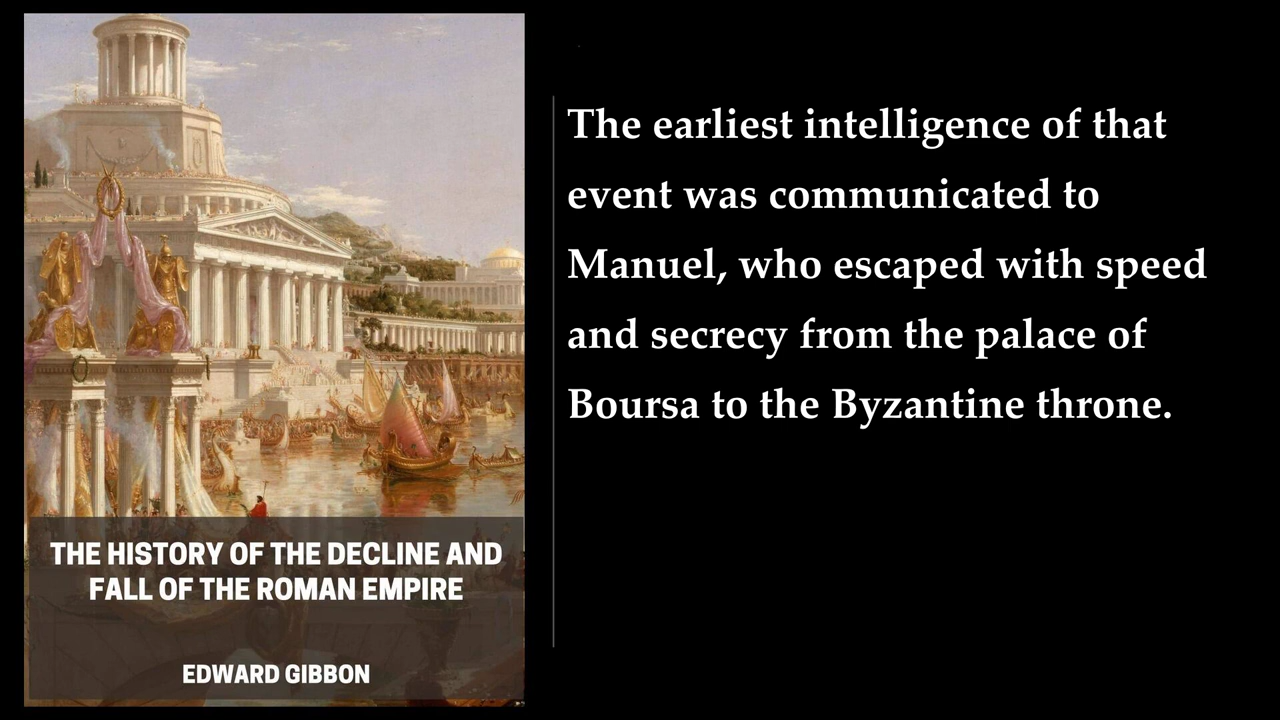 THE HISTORY OF THE DECLINE AND
FALL OF THE ROMAN EMPIRE
EDWARD GIBBON
The earliest intelligence of that
event was communicated to
Manuel, who escaped with speed
and secrecy from the palace of
Boursa to the Byzantine throne.